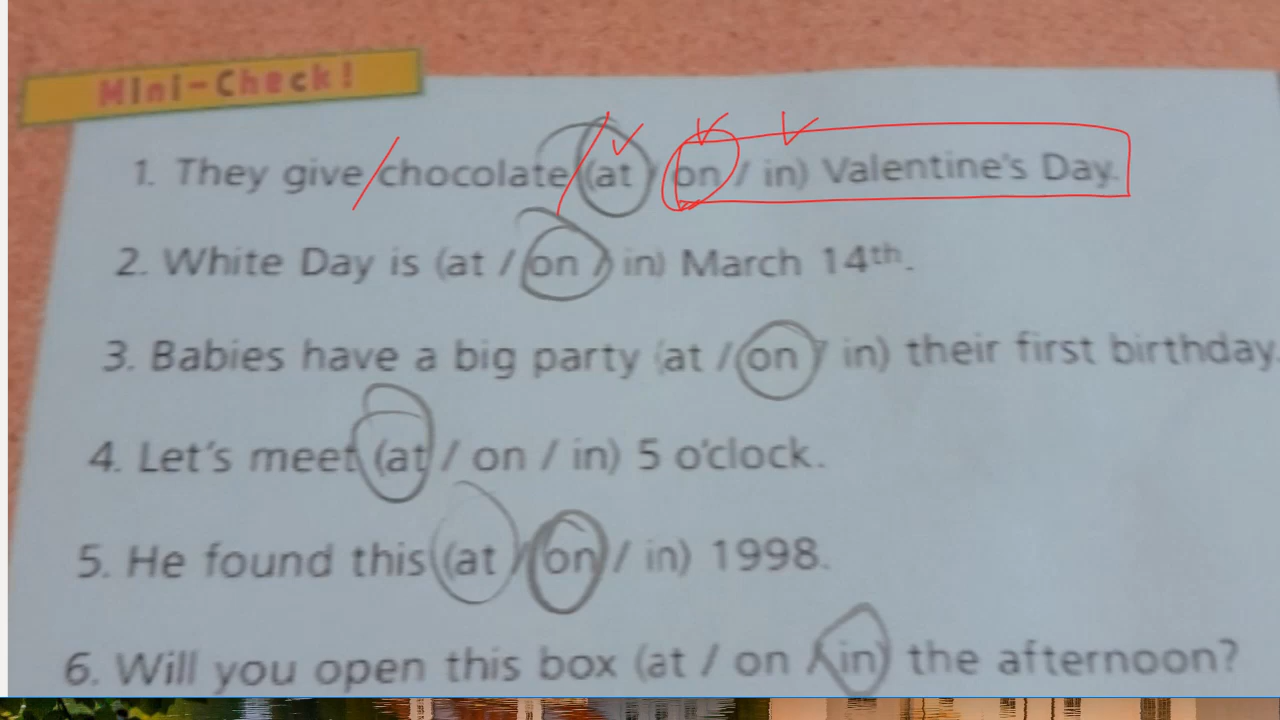 Mini-Check!
1. They give chocolate (at / on / in) Valentine's Day.
2. White Day is (at / on / in) March 14th.
3. Babies have a big party (at / on / in) their first birthday
4. Let's meet (at / on / in) 5 o'clock.
5. He found this (at / on / in) 1998.
6. Will you open this box (at / on / in) the afternoon?